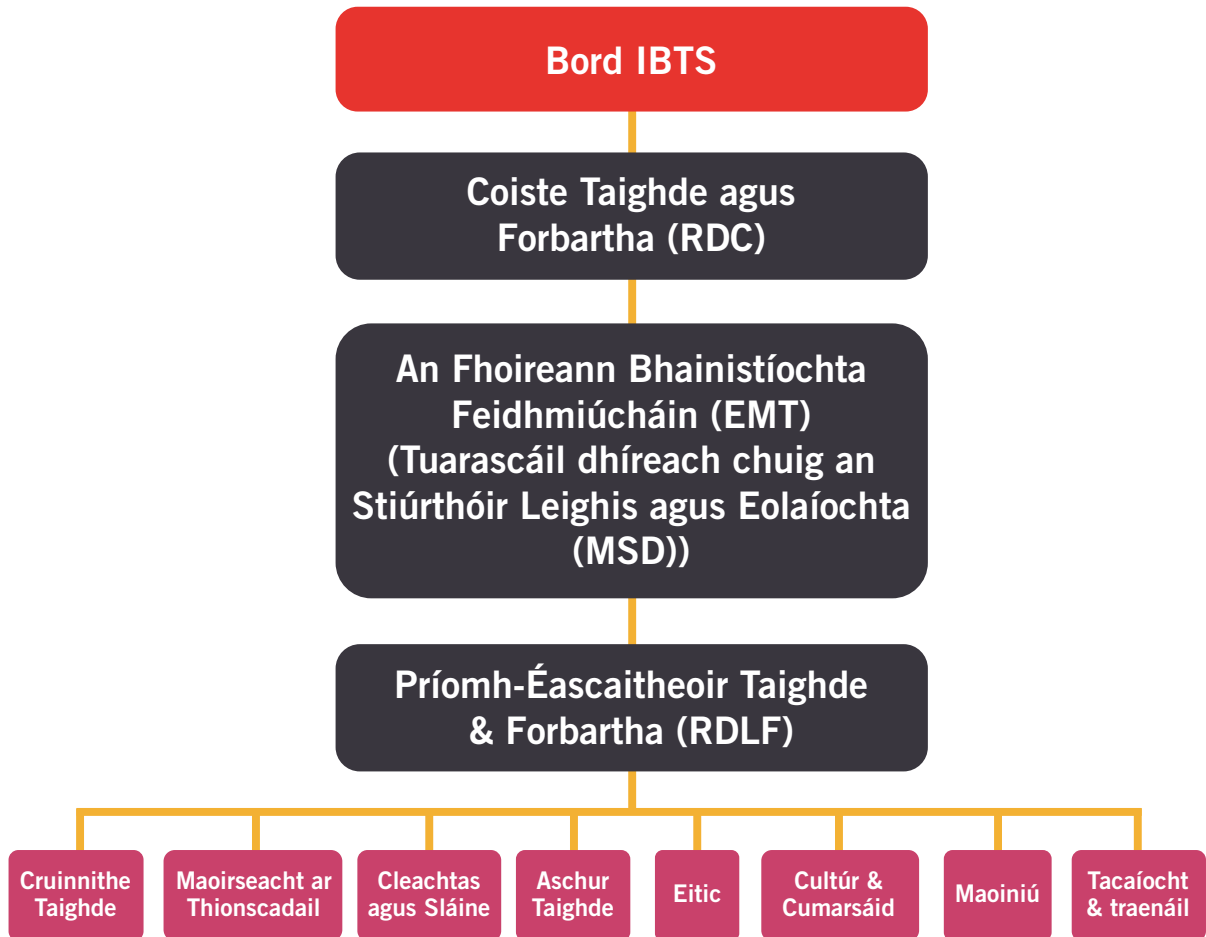 Bord IBTS
Coiste Taighde agus
Forbartha (RDC)
An Fhoireann Bhainistíochta
Feidhmiúcháin (EMT)
(Tuarascáil dhíreach chuig an
Stiúrthóir Leighis agus Eolaíochta
(MSD))
Príomh-Éascaitheoir Taighde
& Forbartha (RDLF)
Cruinnithe
Taighde
Maoirseacht ar
Thionscadail
Cleachtas
agus Sláine
Aschur
Taighde
Eitic
Cultúr &
Cumarsáid
Maoiniú
Tacaíocht
& traenáil